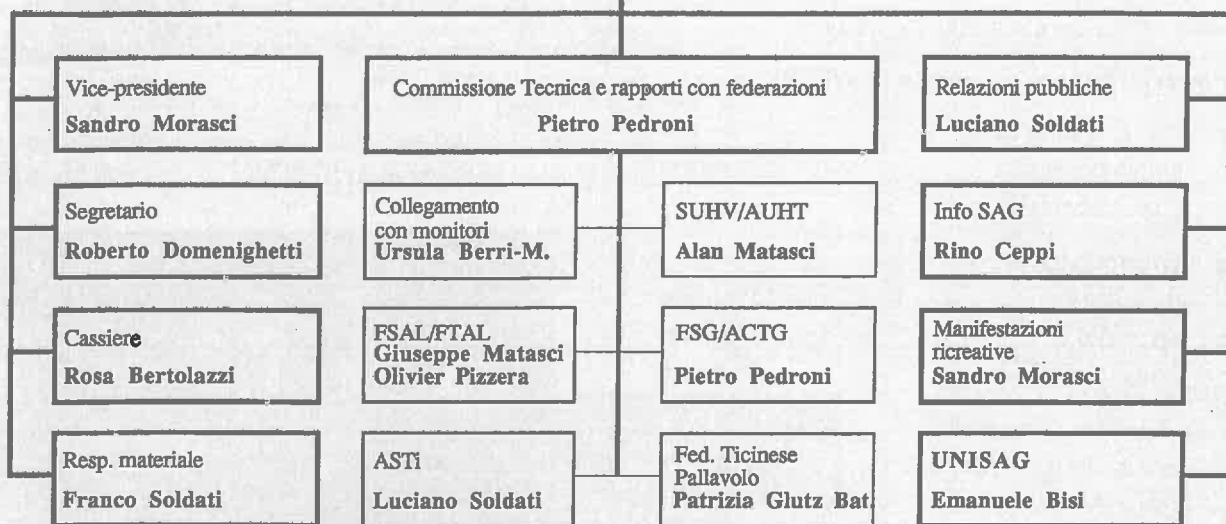 Vice-presidente
Sandro Morasci
Commissione Tecnica e rapporti con federazioni
Pietro Pedroni
Relazioni pubbliche
Luciano Soldati
Segretario
Roberto Domenighetti
Collegamento
con monitori
Ursula Berri-M.
SUHV/AUHT
Alan Matasci
Info SAG
Rino Ceppi
Cassiere
Rosa Bertolazzi
FSAL/FTAL
Giuseppe Matasci
Olivier Pizzera
FSG/ACTG
Pietro Pedroni
Manifestazioni
ricreative
Sandro Morasci
Resp. materiale
Franco Soldati
ASTi
Luciano Soldati
Fed. Ticinese
Pallavolo
Patrizia Glutz Bat.
UNISAG
Emanuele Bisi